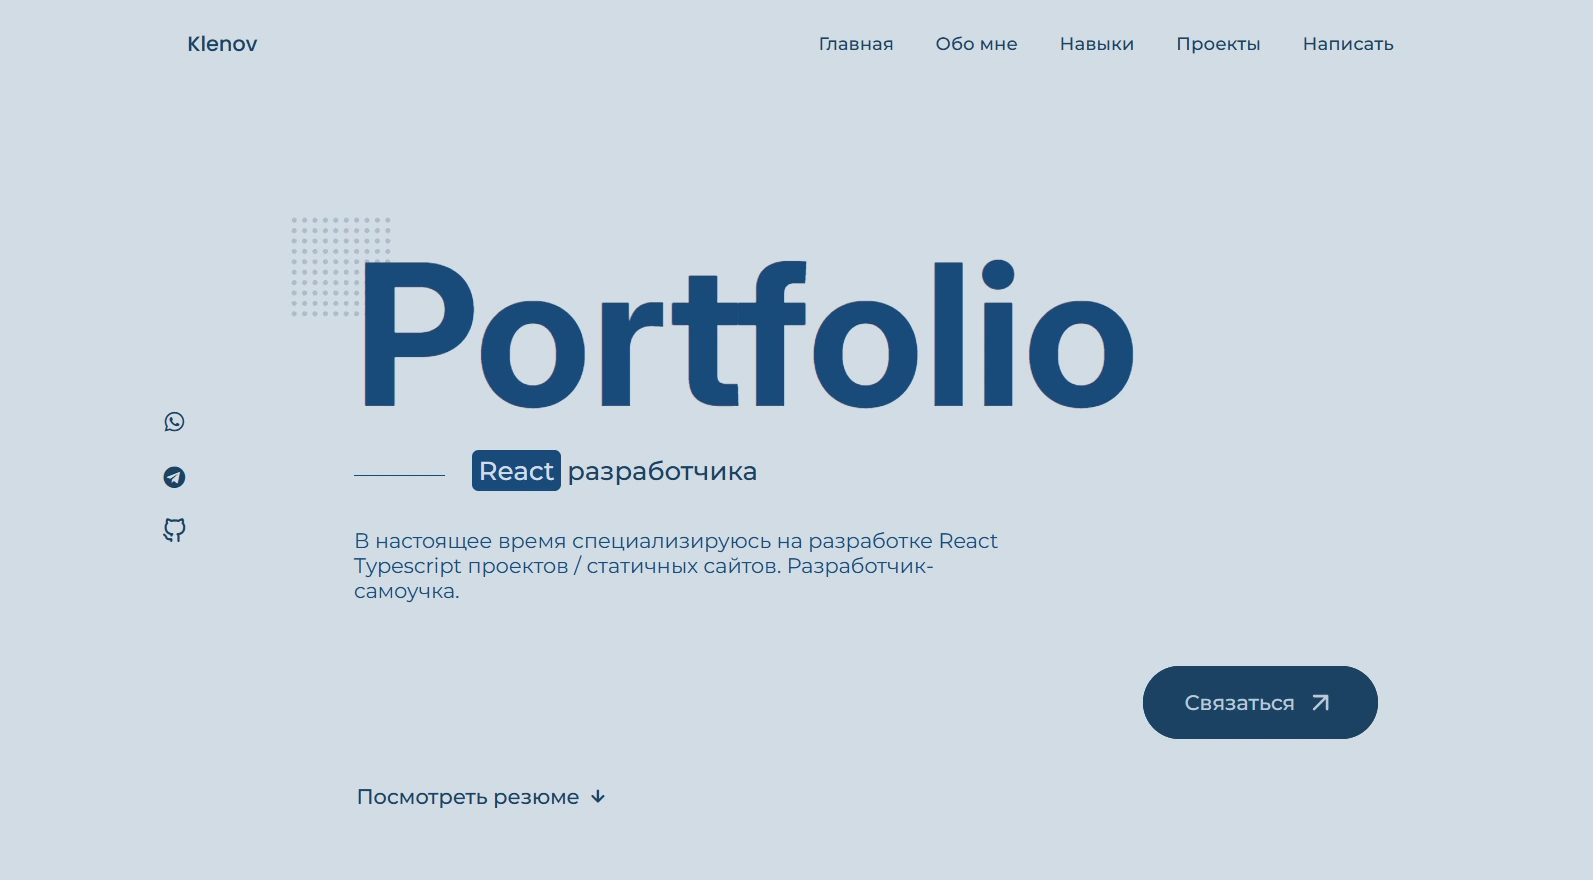 Klenov
Главная Обо мне Навыки Проекты Написать
Portfolio
React разработчика
В настоящее время специализируюсь на разработке React
Typescript проектов / статичных сайтов. Разработчик-
самоучка.
Связаться
Посмотреть резюме